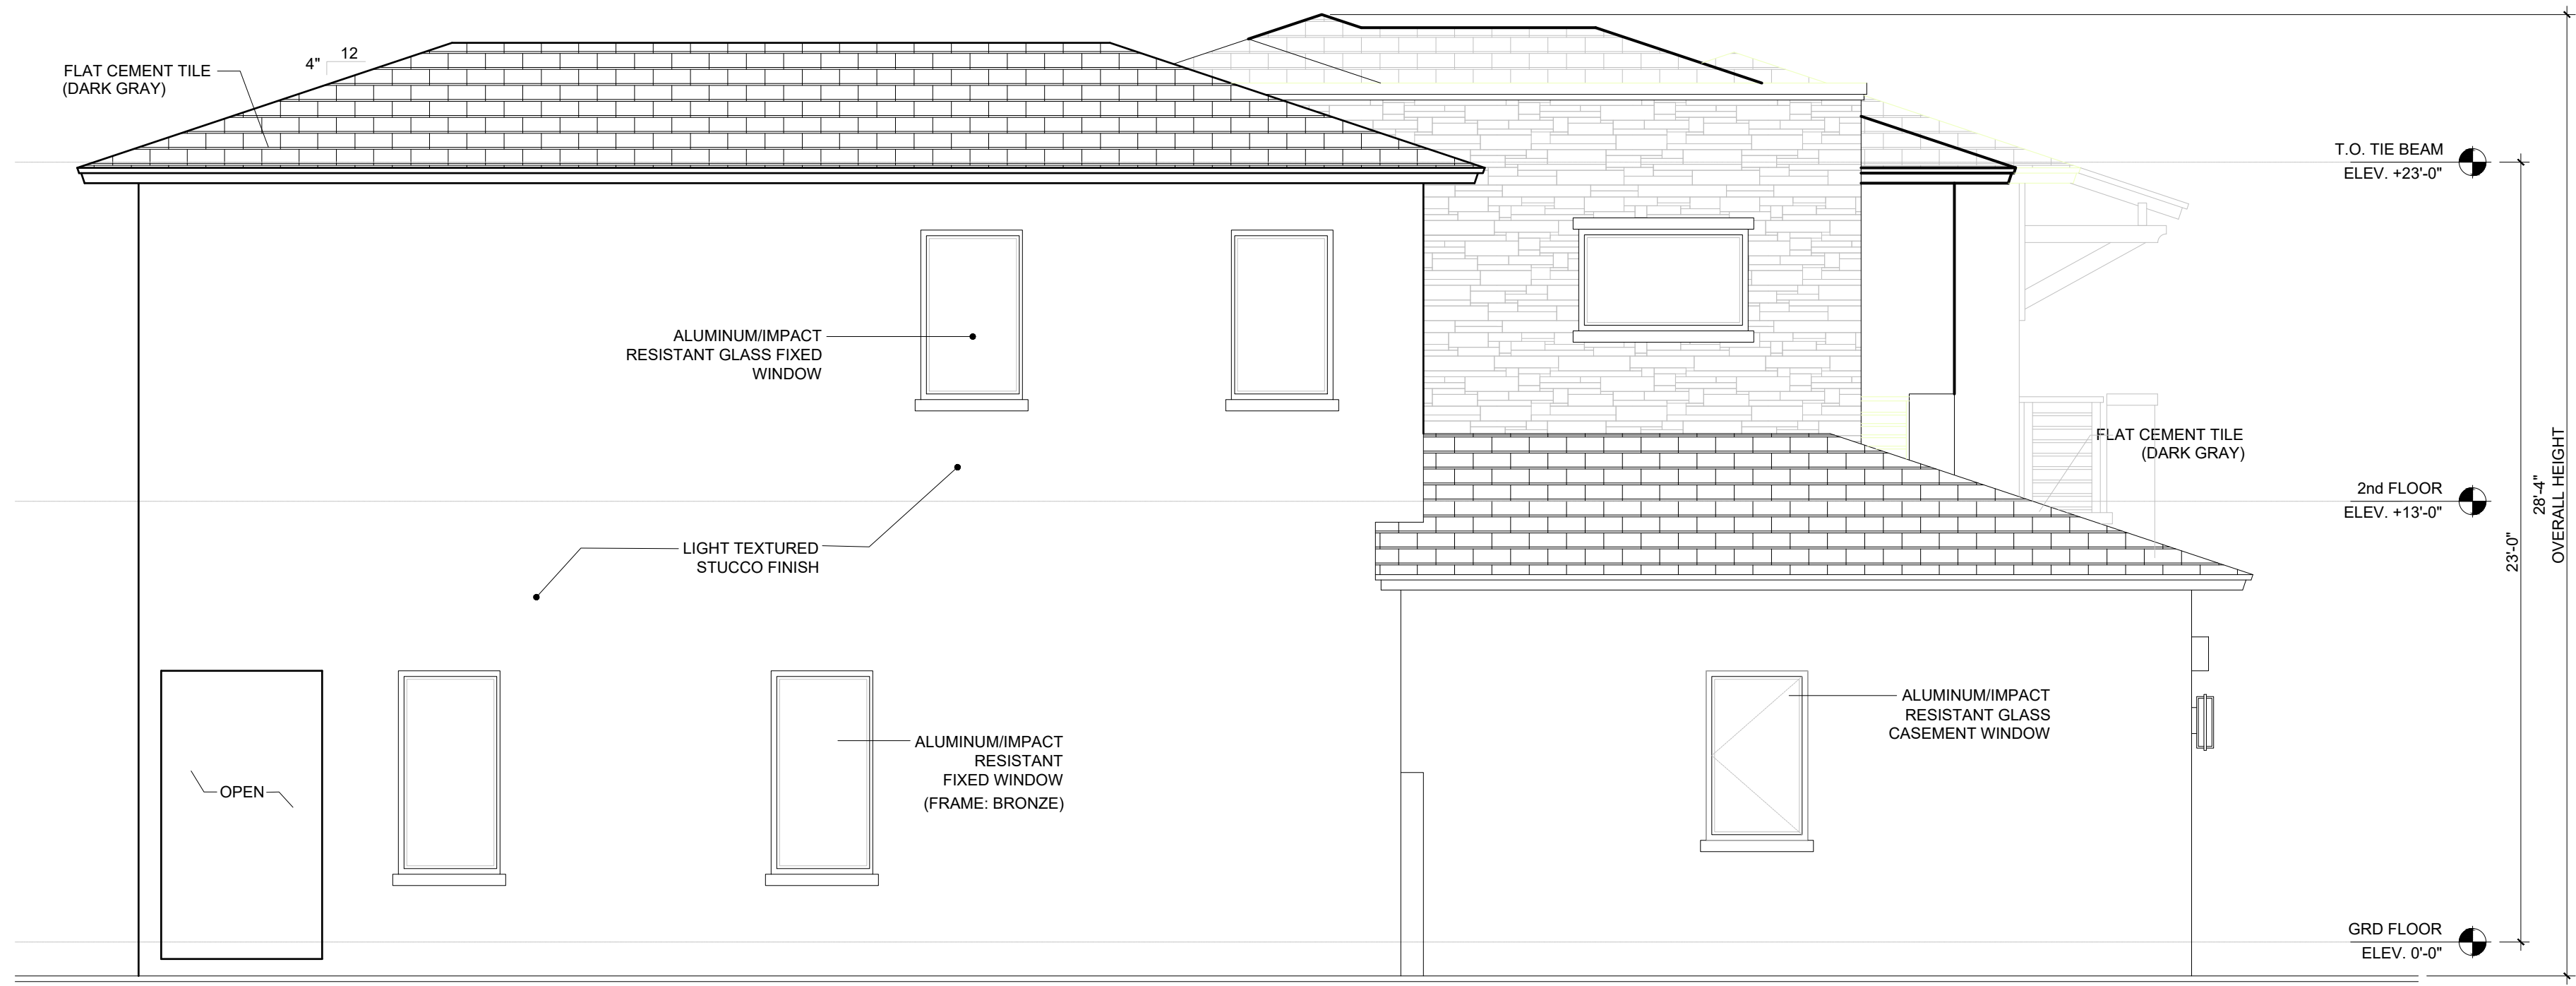 12
4"
FLAT CEMENT TILE
(DARK GRAY)
T.O. TIE BEAM
ELEV. +23'-0"
ALUMINUM/IMPACT
RESISTANT GLASS FIXED
WINDOW
FLAT CEMENT TILE
(DARK GRAY)
2nd FLOOR
ELEV. +13'-0"
28'-4"
OVERALL HEIGHT
23'-0"
LIGHT TEXTURED
STUCCO FINISH
ALUMINUM/IMPACT
RESISTANT GLASS
CASEMENT WINDOW
ALUMINUM/IMPACT
RESISTANT
FIXED WINDOW
(FRAME: BRONZE)
OPEN
GRD FLOOR
ELEV. 0'-0"